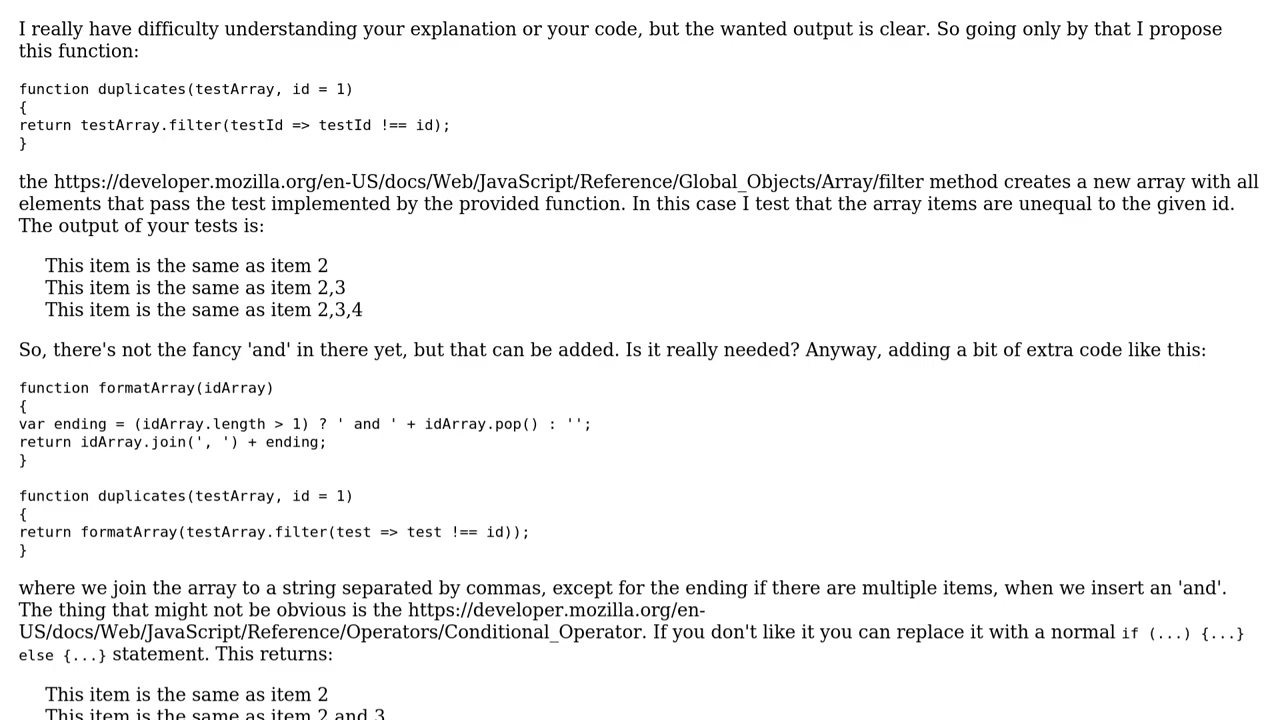 I really have difficulty understanding your explanation or your code, but the wanted output is clear. So going only by that I propose
this function:
function duplicates(testArray, id = 1)
{
return testArray.filter(testId => testId !== id);
}
the https://developer.mozilla.org/en-US/docs/Web/JavaScript/Reference/Global_Objects/Array/filter method creates a new array with all
elements that pass the test implemented by the provided function. In this case I test that the array items are unequal to the given id.
The output of your tests is:
This item is the same as item 2
This item is the same as item 2,3
This item is the same as item 2,3,4
So, there's not the fancy 'and' in there yet, but that can be added. Is it really needed? Anyway, adding a bit of extra code like this:
function formatArray(idArray)
{
var ending = (idArray.length > 1) ? ' and ' + idArray.pop() : '';
return idArray.join(', ') + ending;
}
function duplicates(testArray, id = 1)
{
return formatArray(testArray.filter(test => test !== id));
}
where we join the array to a string separated by commas, except for the ending if there are multiple items, when we insert an 'and'.
The thing that might not be obvious is the https://developer.mozilla.org/en-
US/docs/Web/JavaScript/Reference/Operators/Conditional_Operator. If you don't like it you can replace it with a normal if (...) {...}
else {...} statement. This returns:
This item is the same as item 2
This item is the same as item 2 and 3